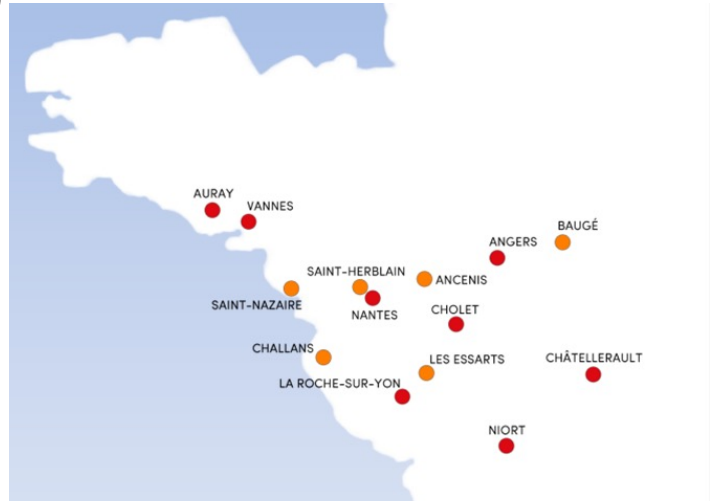 AURAY
VANNES
BAUGÉ
ANGERS
SAINT-HERBLAIN
ANCENIS
SAINT-NAZAIRE
NANTES
CHOLET
CHALLANS
LES ESSARTS
CHÂTELLERAULT
LA ROCHE-SUR-YON
NIORT